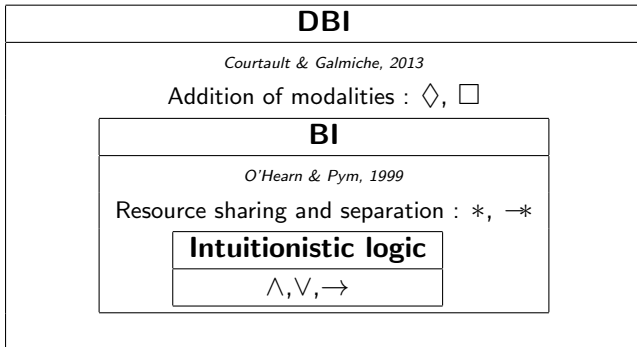 DBI
Courtault & Galmiche, 2013
Addition of modalities : ◊, □
BI
O'Hearn & Pym, 1999
Resource sharing and separation : ∗, −∗
Intuitionistic logic
∧,∨,→